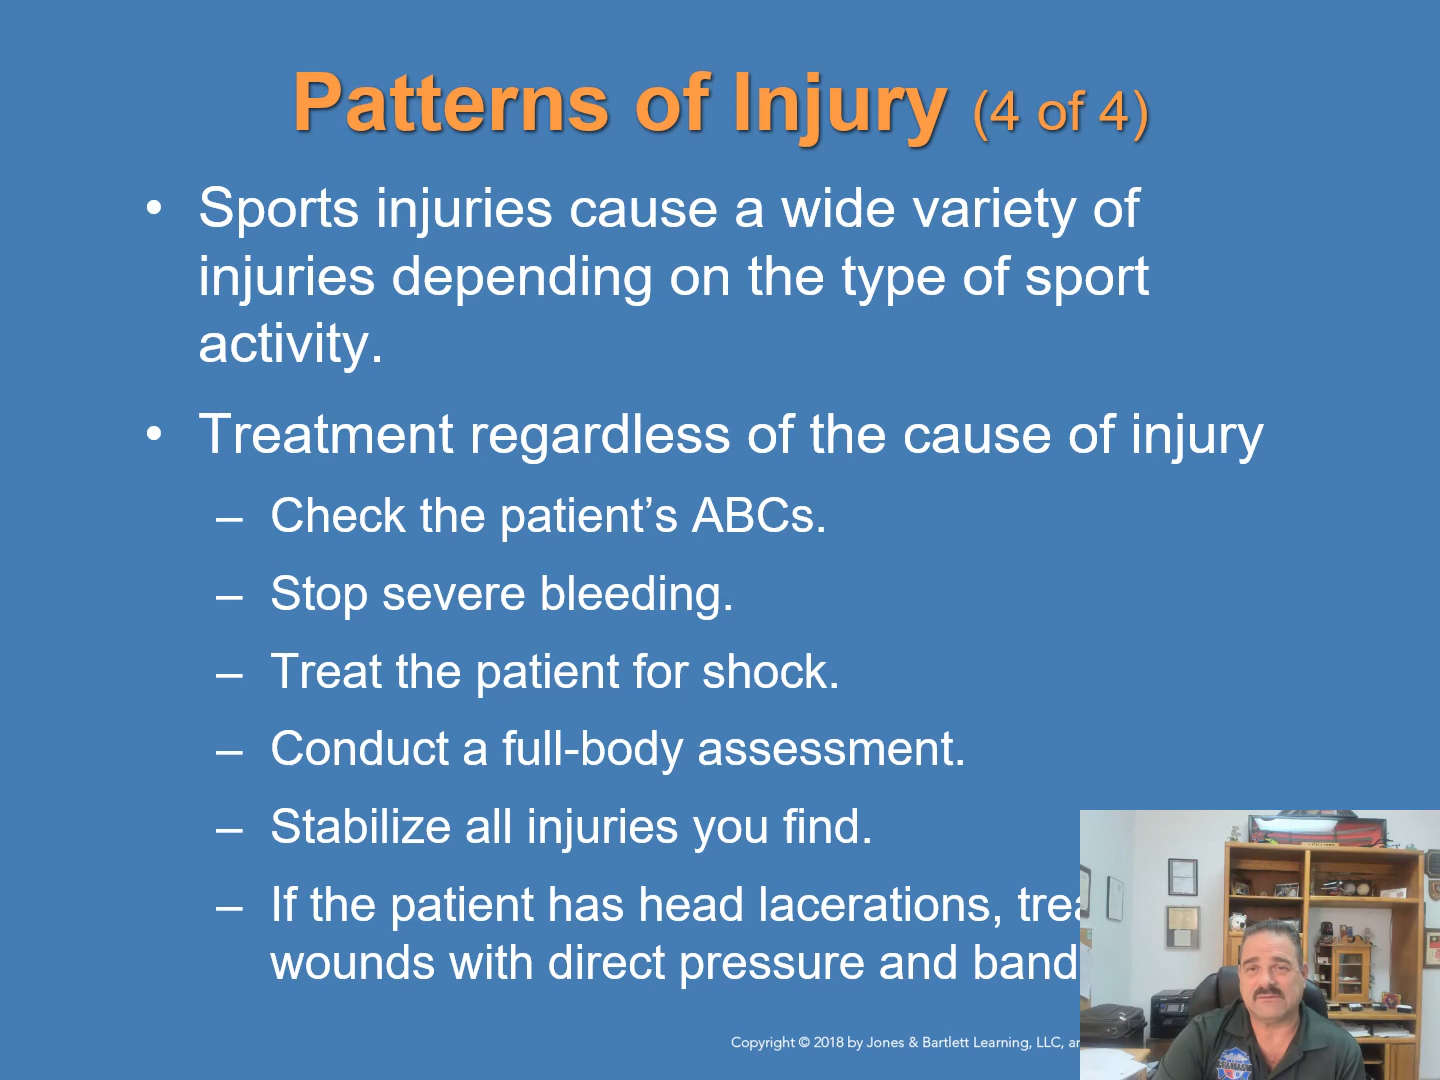 Patterns of Injury (4 of 4)
• Sports injuries cause a wide variety of
injuries depending on the type of sport
activity.
• Treatment regardless of the cause of injury
– Check the patient’s ABCs.
– Stop severe bleeding.
– Treat the patient for shock.
– Conduct a full-body assessment.
– Stabilize all injuries you find.
– If the patient has head lacerations,
wounds with direct pressure and
Copyright © 2018 by Jones & Bartlett Learning, LLC,